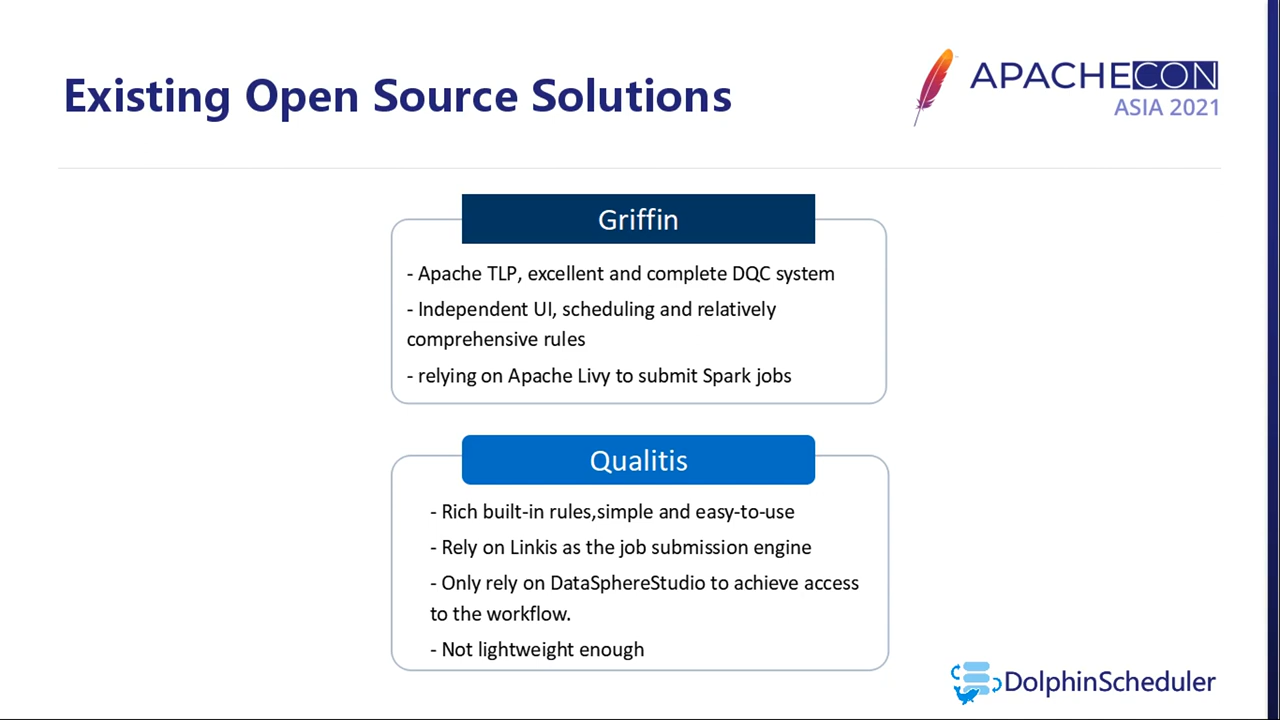 Existing Open Source Solutions
APACHECON
ASIA 2021
Griffin
- Apache TLP, excellent and complete DQC system
- Independent UI, scheduling and relatively
comprehensive rules
- relying on Apache Livy to submit Spark jobs
Qualitis
- Rich built-in rules,simple and easy-to-use
- Rely on Linkis as the job submission engine
- Only rely on DataSphereStudio to achieve access
to the workflow.
- Not lightweight enough
DolphinScheduler